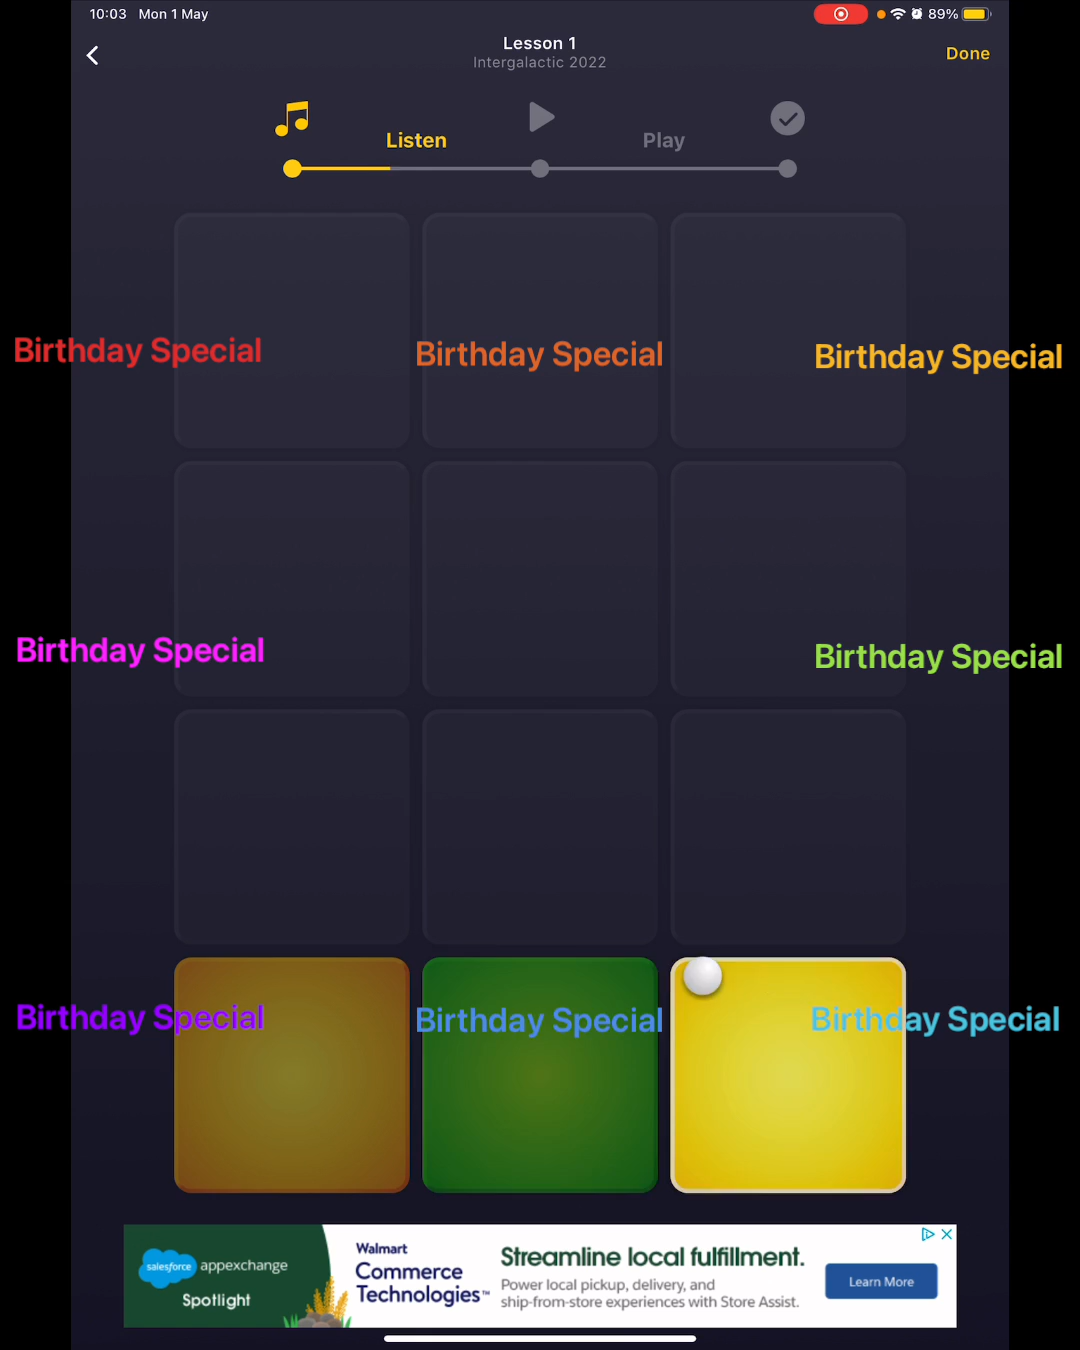 10:03 Mon 1 May
89%
Lesson 1
Intergalactic 2022
Done
Listen
Play
Birthday Special
Birthday Special
Birthday Special
Birthday Special
Birthday Special
Birthday Special
Birthday Special
Birthday Special
salesforce appexchange
Spotlight
Walmart
Commerce
Technologies™
Streamline local fulfillment.
Power local pickup, delivery, and
ship-from-store experiences with Store Assist.
Learn More